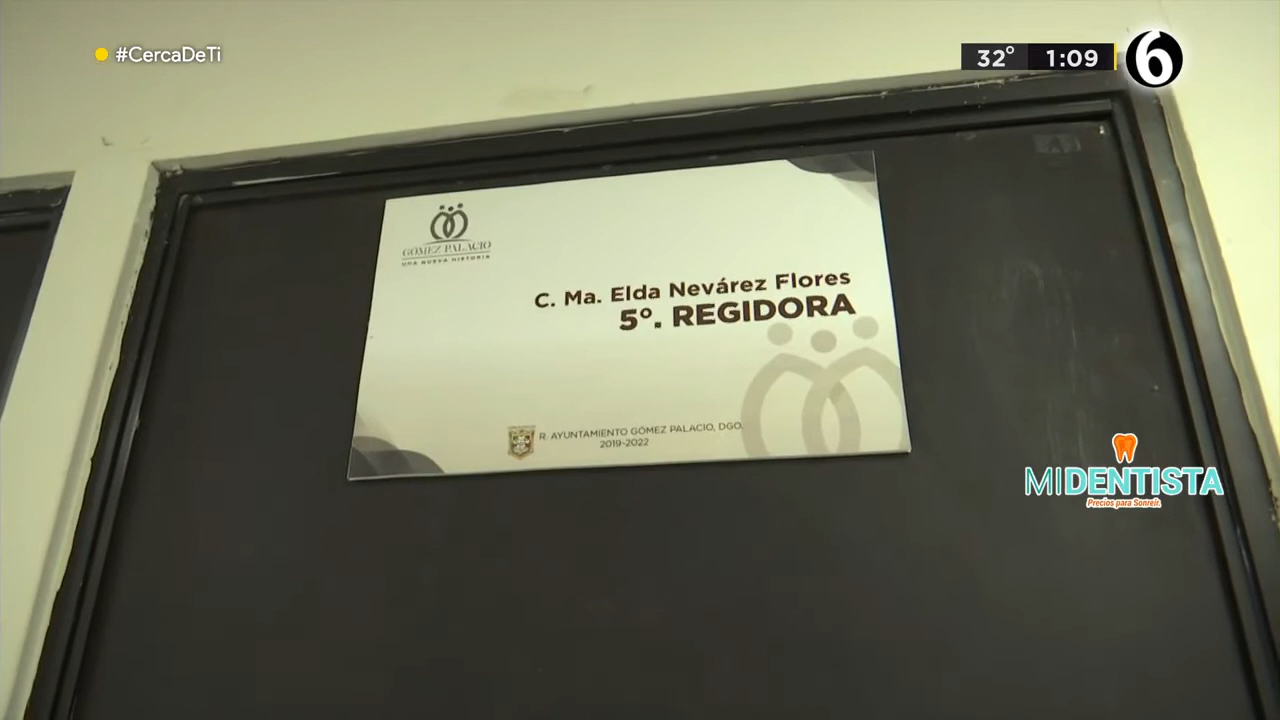 #CercaDeTi
32° 1:09 6
GÓMEZ PALACIO
UNA NUEVA HISTORIA
C. Ma. Elda Nevárez Flores
5º. REGIDORA
R. AYUNTAMIENTO GÓMEZ PALACIO, DGO.
2019-2022
MIDENTISTA
Precios para Sonreír.